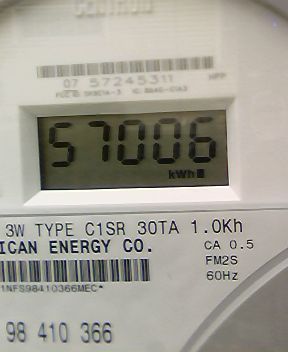 07 57245311
57006
kWh
3W TYPE C1SR 30TA 1.0Kh
ICAN ENERGY CO.
CA 0.5
FM2S
60Hz
1NFS98410366MEC*
98 410 366